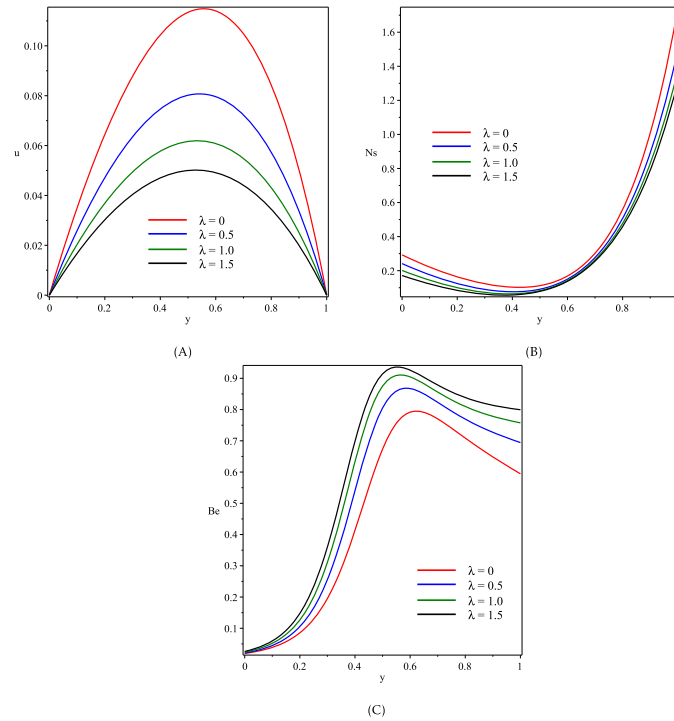 0.10
0.08
0.06
u
0.04
0.02
0
λ = 0
λ = 0.5
λ = 1.0
λ = 1.5
0 0.2 0.4 0.6 0.8 1
y
(A)
1.6
1.4
1.2
1.0
Ns
0.8
0.6
0.4
0.2
λ = 0
λ = 0.5
λ = 1.0
λ = 1.5
0 0.2 0.4 0.6 0.8
y
(B)
0.9
0.8
0.7
0.6
0.5
Be
0.4
0.3
0.2
0.1
λ = 0
λ = 0.5
λ = 1.0
λ = 1.5
0 0.2 0.4 0.6 0.8 1
y
(C)